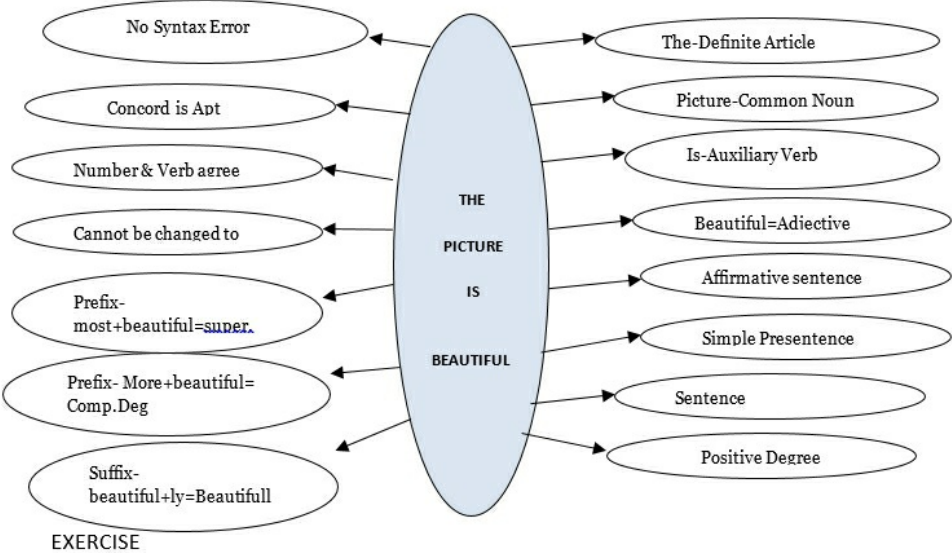 No Syntax Error
Concord is Apt
Number & Verb agree
Cannot be changed to
Prefix-
most+beautiful=super.
Prefix- More+beautiful=
Comp.Deg
Suffix-
beautiful+ly=Beautifull
THE
PICTURE
IS
BEAUTIFUL
The-Definite Article
Picture-Common Noun
Is-Auxiliary Verb
Beautiful=Adjective
Affirmative sentence
Simple Presentence
Sentence
Positive Degree
EXERCISE